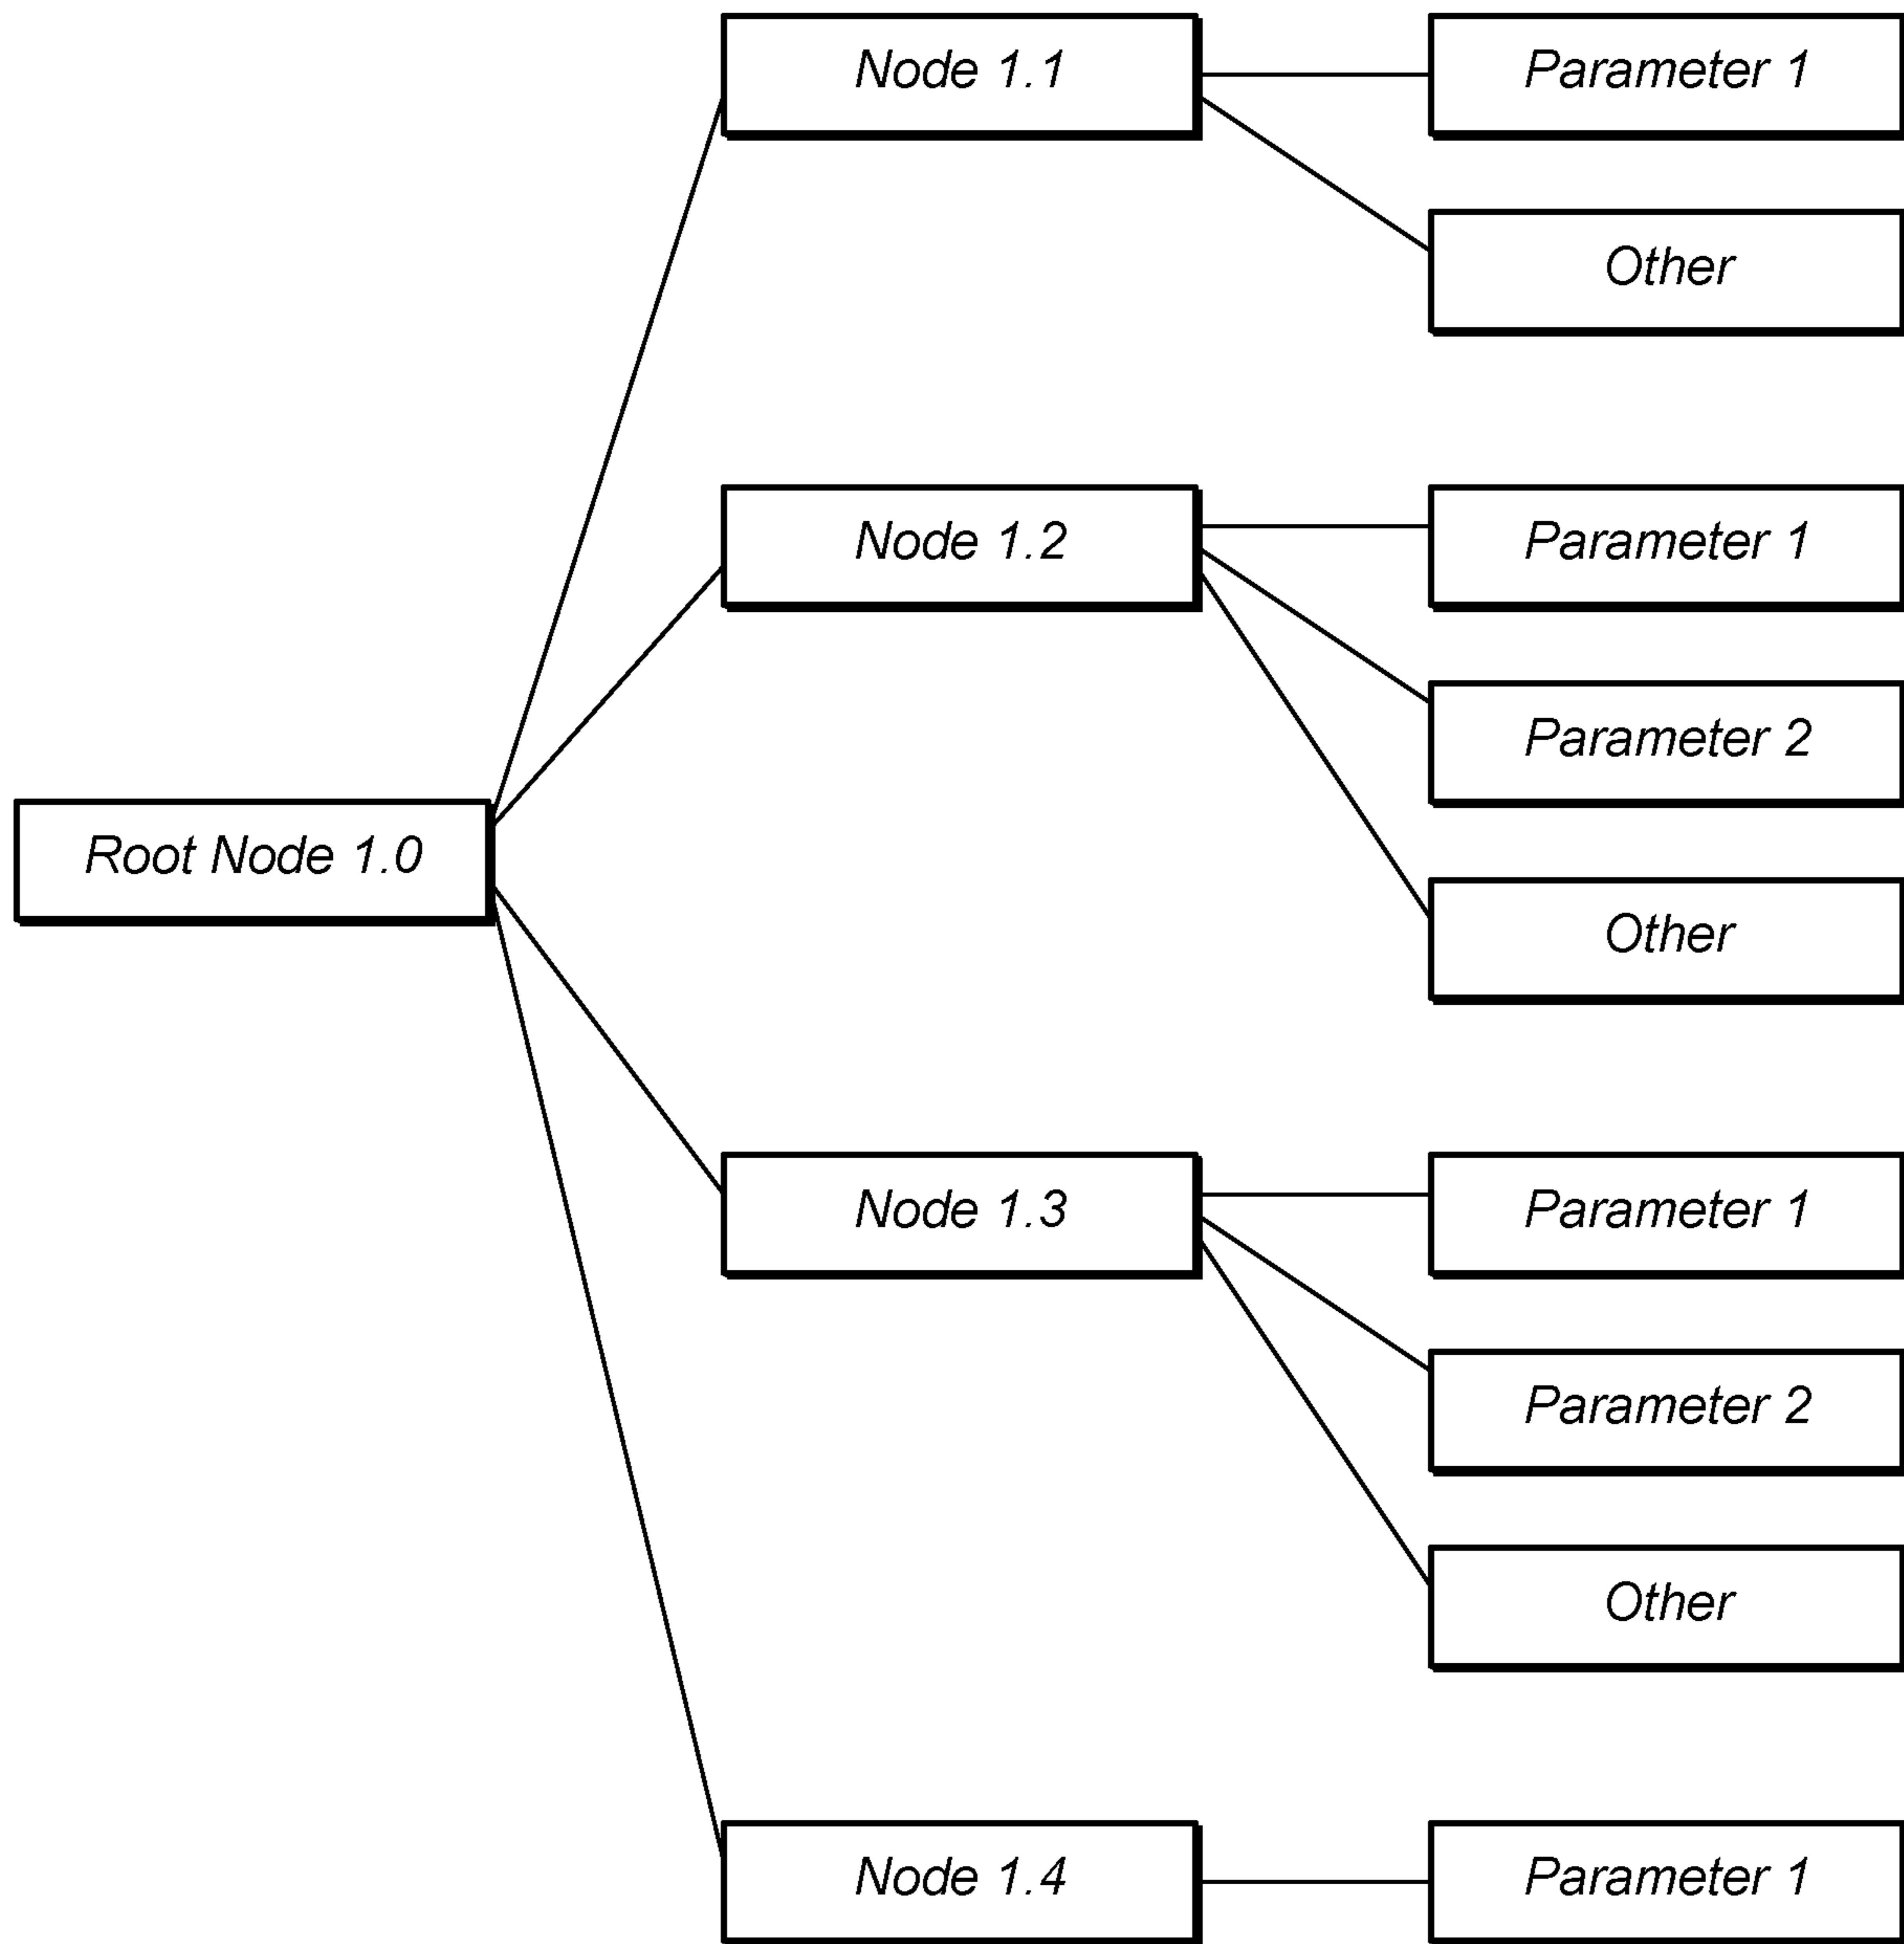 Node 1.1
Parameter 1
Other
Node 1.2
Parameter 1
Parameter 2
Root Node 1.0
Other
Node 1.3
Parameter 1
Parameter 2
Other
Node 1.4
Parameter 1